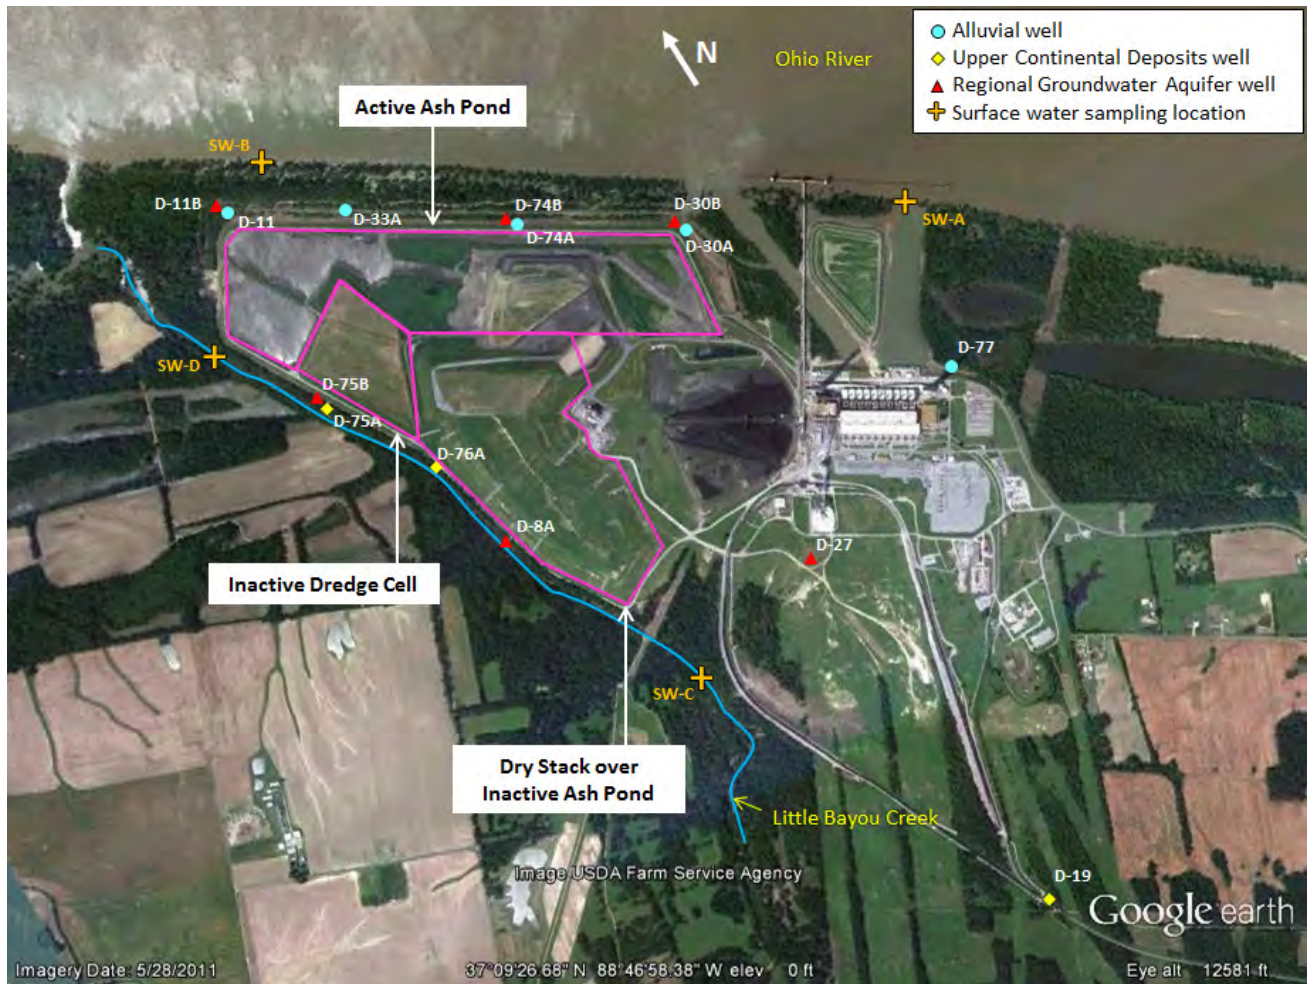 Alluvial well
Upper Continental Deposits well
Regional Groundwater Aquifer well
Surface water sampling location
N
Ohio River
Active Ash Pond
SW-B
D-11B
D-11
D-33A
D-74B
D-74A
D-30B
D-30A
SW-A
SW-D
D-75B
D-75A
D-77
D-76A
D-8A
D-27
Inactive Dredge Cell
SW-C
Dry Stack over
Inactive Ash Pond
Little Bayou Creek
D-19
Image USDA Farm Service Agency
Google earth
Imagery Date: 5/28/2011
37°09'26.68" N 88°46'58.38" W elev 0 ft
Eye alt 12581 ft